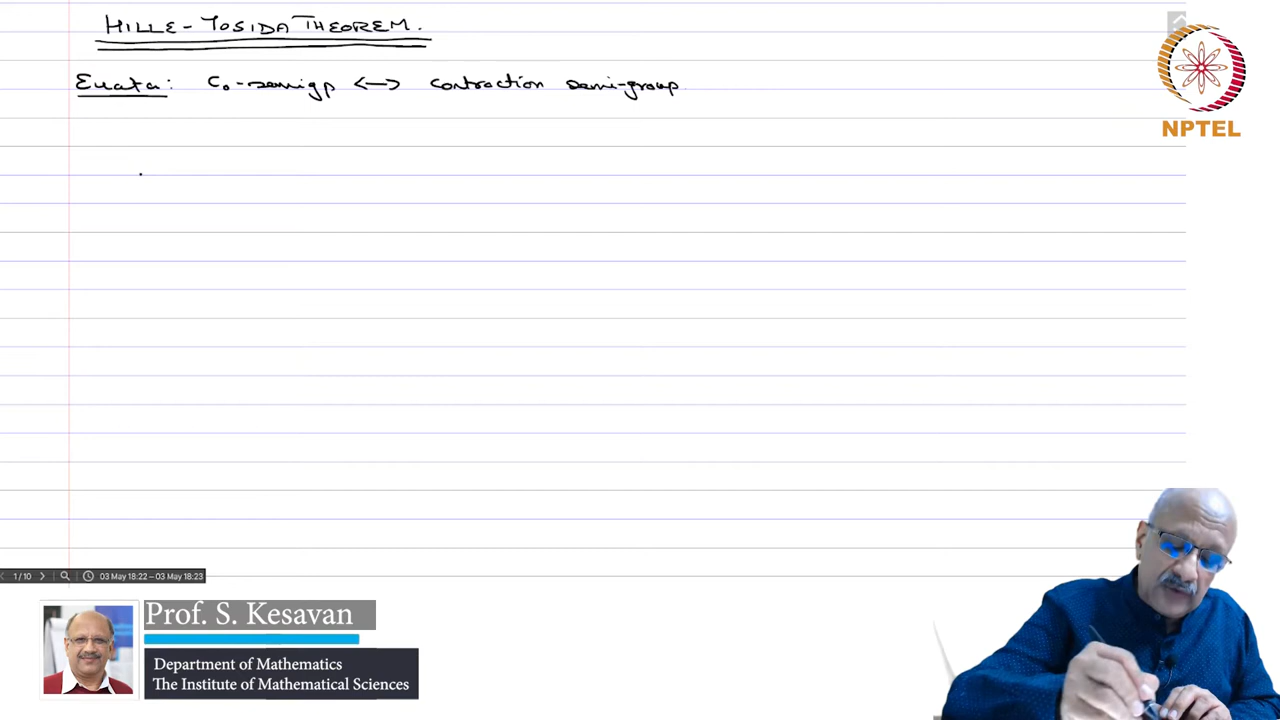 HILLE - YOSIDA THEOREM.
Errata: C₀-semigp ↔ contraction semi-group.
NPTEL
1/10
03 May 18:22 – 03 May 18:23
Prof. S. Kesavan
Department of Mathematics
The Institute of Mathematical Sciences